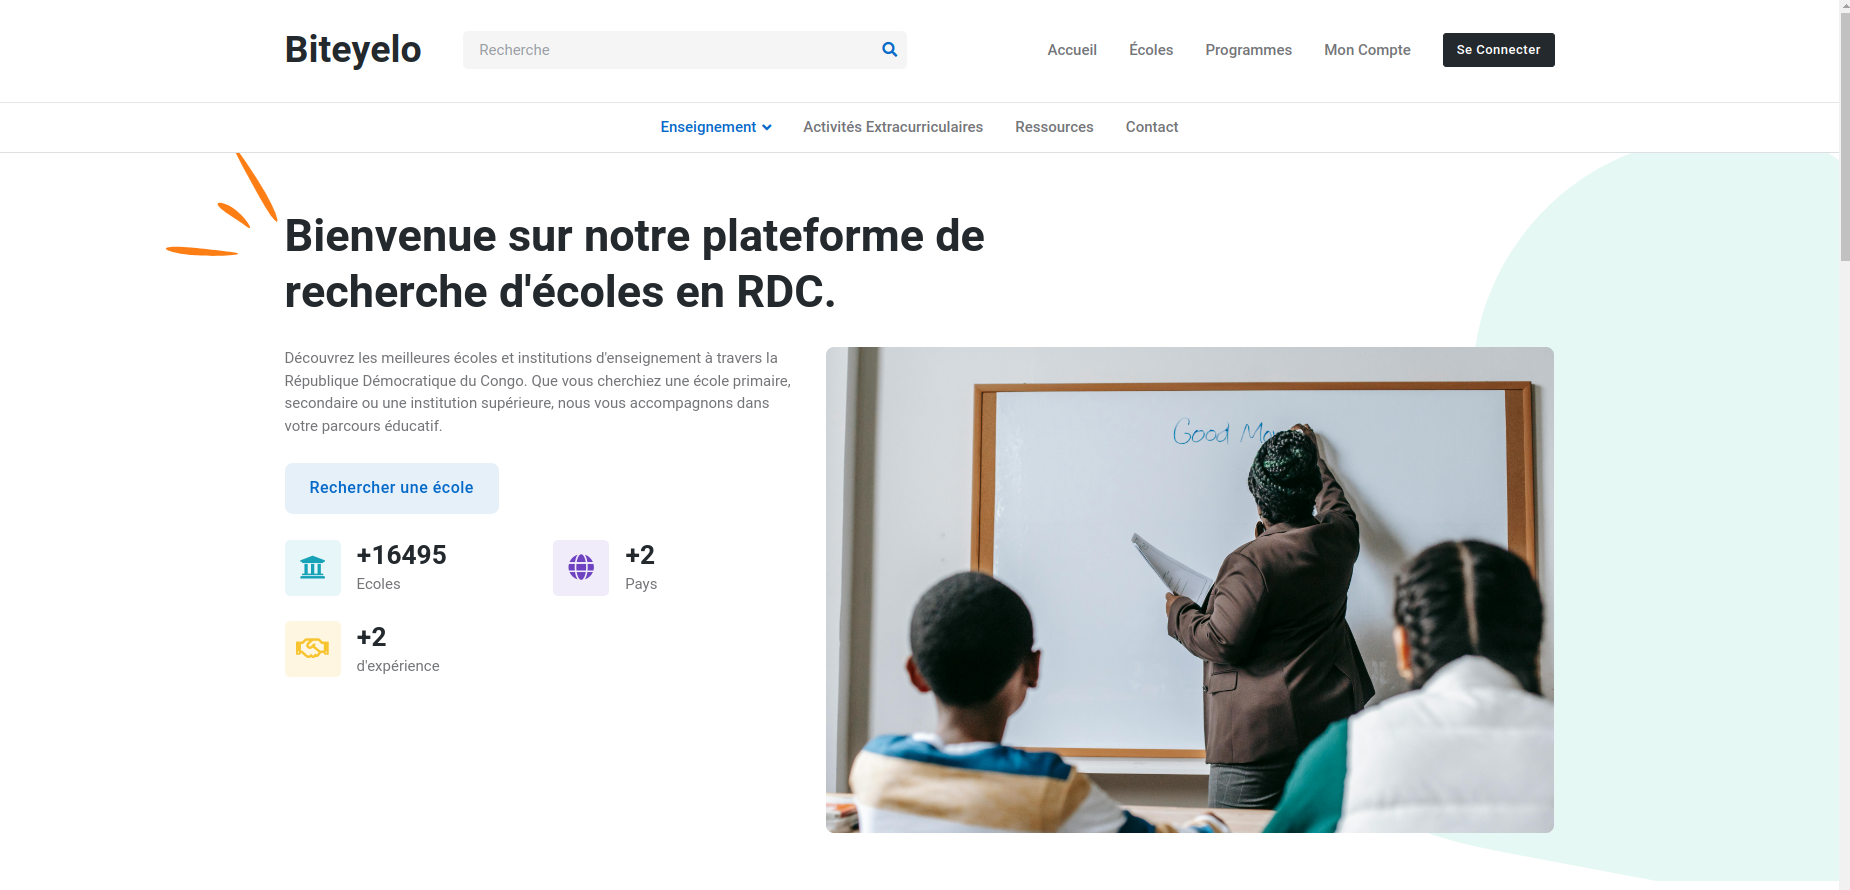 Biteyelo
Recherche
Accueil
Écoles
Programmes
Mon Compte
Se Connecter
Enseignement
Activités Extracurriculaires
Ressources
Contact
Bienvenue sur notre plateforme de
recherche d'écoles en RDC.
Découvrez les meilleures écoles et institutions d'enseignement à travers la
République Démocratique du Congo. Que vous cherchiez une école primaire,
secondaire ou une institution supérieure, nous vous accompagnons dans
votre parcours éducatif.
Rechercher une école
+16495
Ecoles
+2
Pays
+2
d'expérience
Good Mo